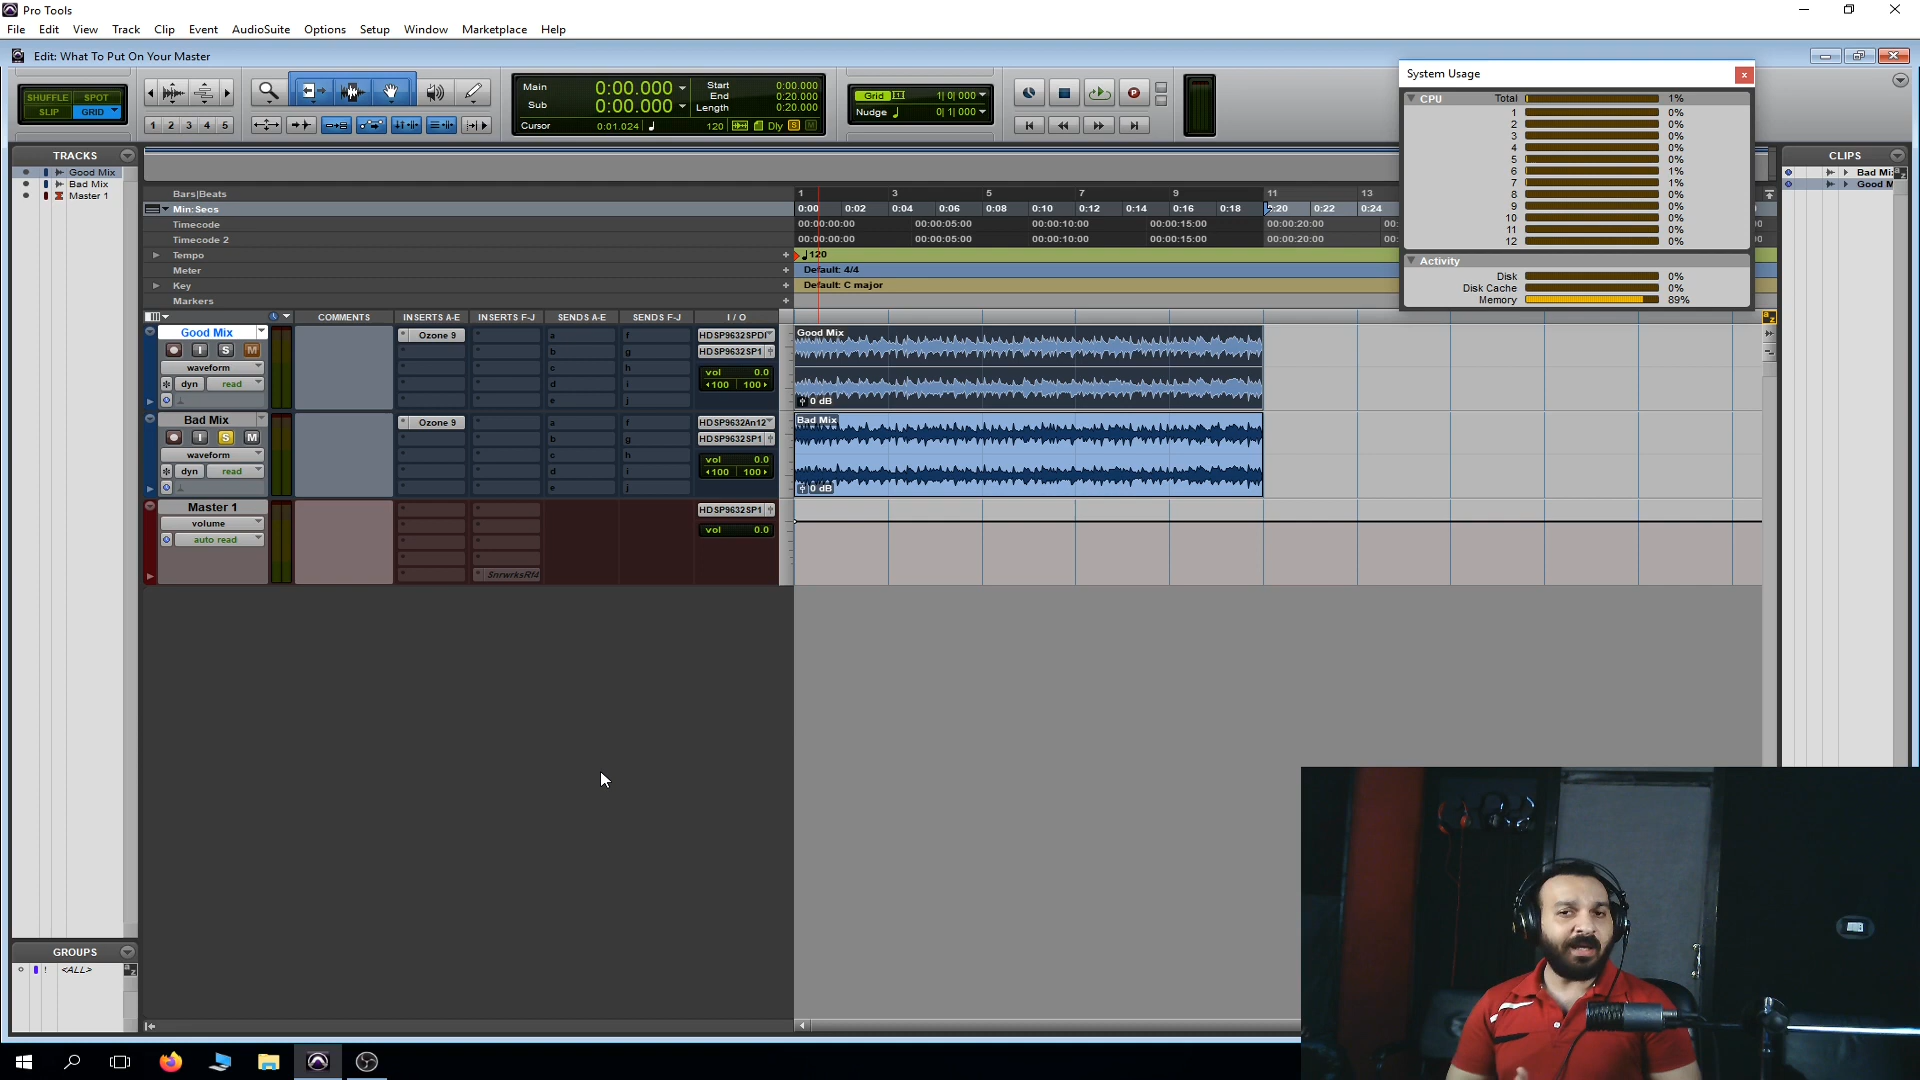 Pro Tools
File Edit View Track Clip Event AudioSuite Options Setup Window Marketplace Help
Edit: What To Put On Your Master
SHUFFLE SPOT
SLIP GRID
1 2 3 4 5
Main 0:00.000
Sub 0:00.000
Start 0:00.000
End 0:20.000
Length 0:20.000
Cursor 0:01.024 120 Dly S M
Grid 1| 0| 000
Nudge 0| 1| 000
System Usage
CPU Total 1%
1 0%
2 0%
3 0%
4 0%
5 0%
6 1%
7 1%
8 0%
9 0%
10 0%
11 0%
12 0%
Activity
Disk 0%
Disk Cache 0%
Memory 89%
TRACKS
Good Mix
Bad Mix
Master 1
CLIPS
Bad Mi
Good M
Bars|Beats 1 3 5 7 9 11 13
Min:Secs 0:00 0:02 0:04 0:06 0:08 0:10 0:12 0:14 0:16 0:18 0:20 0:22 0:24
Timecode 00:00:00:00 00:00:05:00 00:00:10:00 00:00:15:00 00:00:20:00 00:
Timecode 2 00:00:00:00 00:00:05:00 00:00:10:00 00:00:15:00 00:00:20:00 00:
Tempo 120
Meter Default: 4/4
Key Default: C major
Markers
COMMENTS INSERTS A-E INSERTS F-J SENDS A-E SENDS F-J I / O
Good Mix
I S M
waveform
dyn read
Ozone 9
a b c d e
f g h i j
HDSP9632SPDI
HDSP9632SP1
vol 0.0
100 100
Good Mix
0 dB
Bad Mix
I S M
waveform
dyn read
Ozone 9
a b c d e
f g h i j
HDSP9632An12
HDSP9632SP1
vol 0.0
100 100
Bad Mix
0 dB
Master 1
volume
auto read
SnrwrksRf4
HDSP9632SP1
vol 0.0
GROUPS
! <ALL>